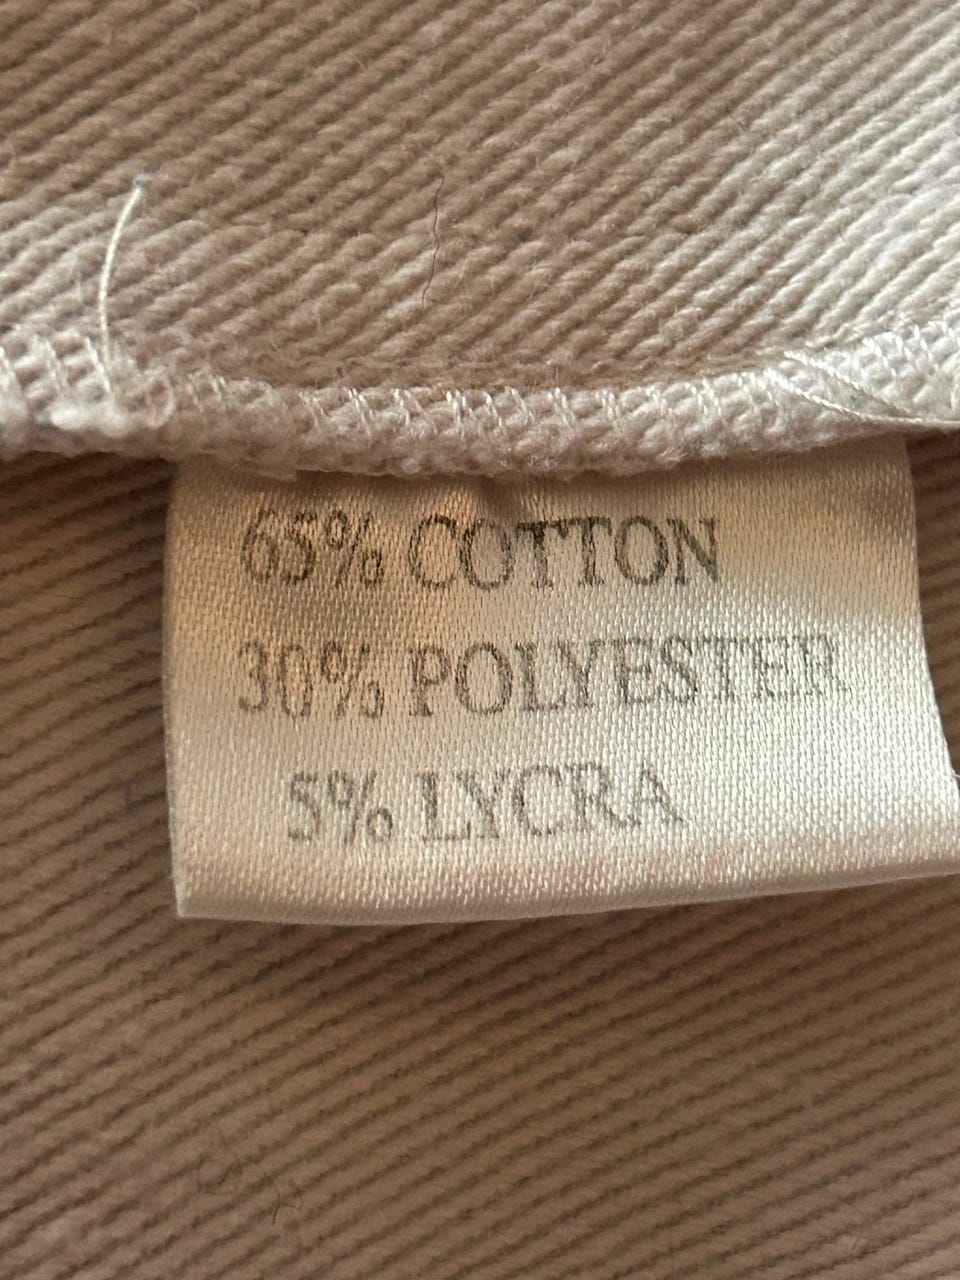 65% COTTON
30% POLYESTER
5% LYCRA